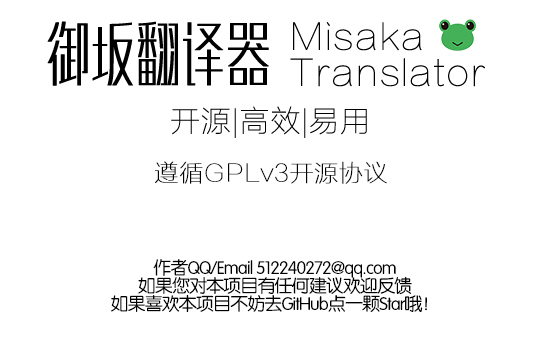 御坂翻译器
Misaka
Translator
开源|高效|易用
遵循GPLv3开源协议
作者QQ/Email 512240272@qq.com
如果您对本项目有任何建议欢迎反馈
如果喜欢本项目不妨去GitHub点一颗Star哦!